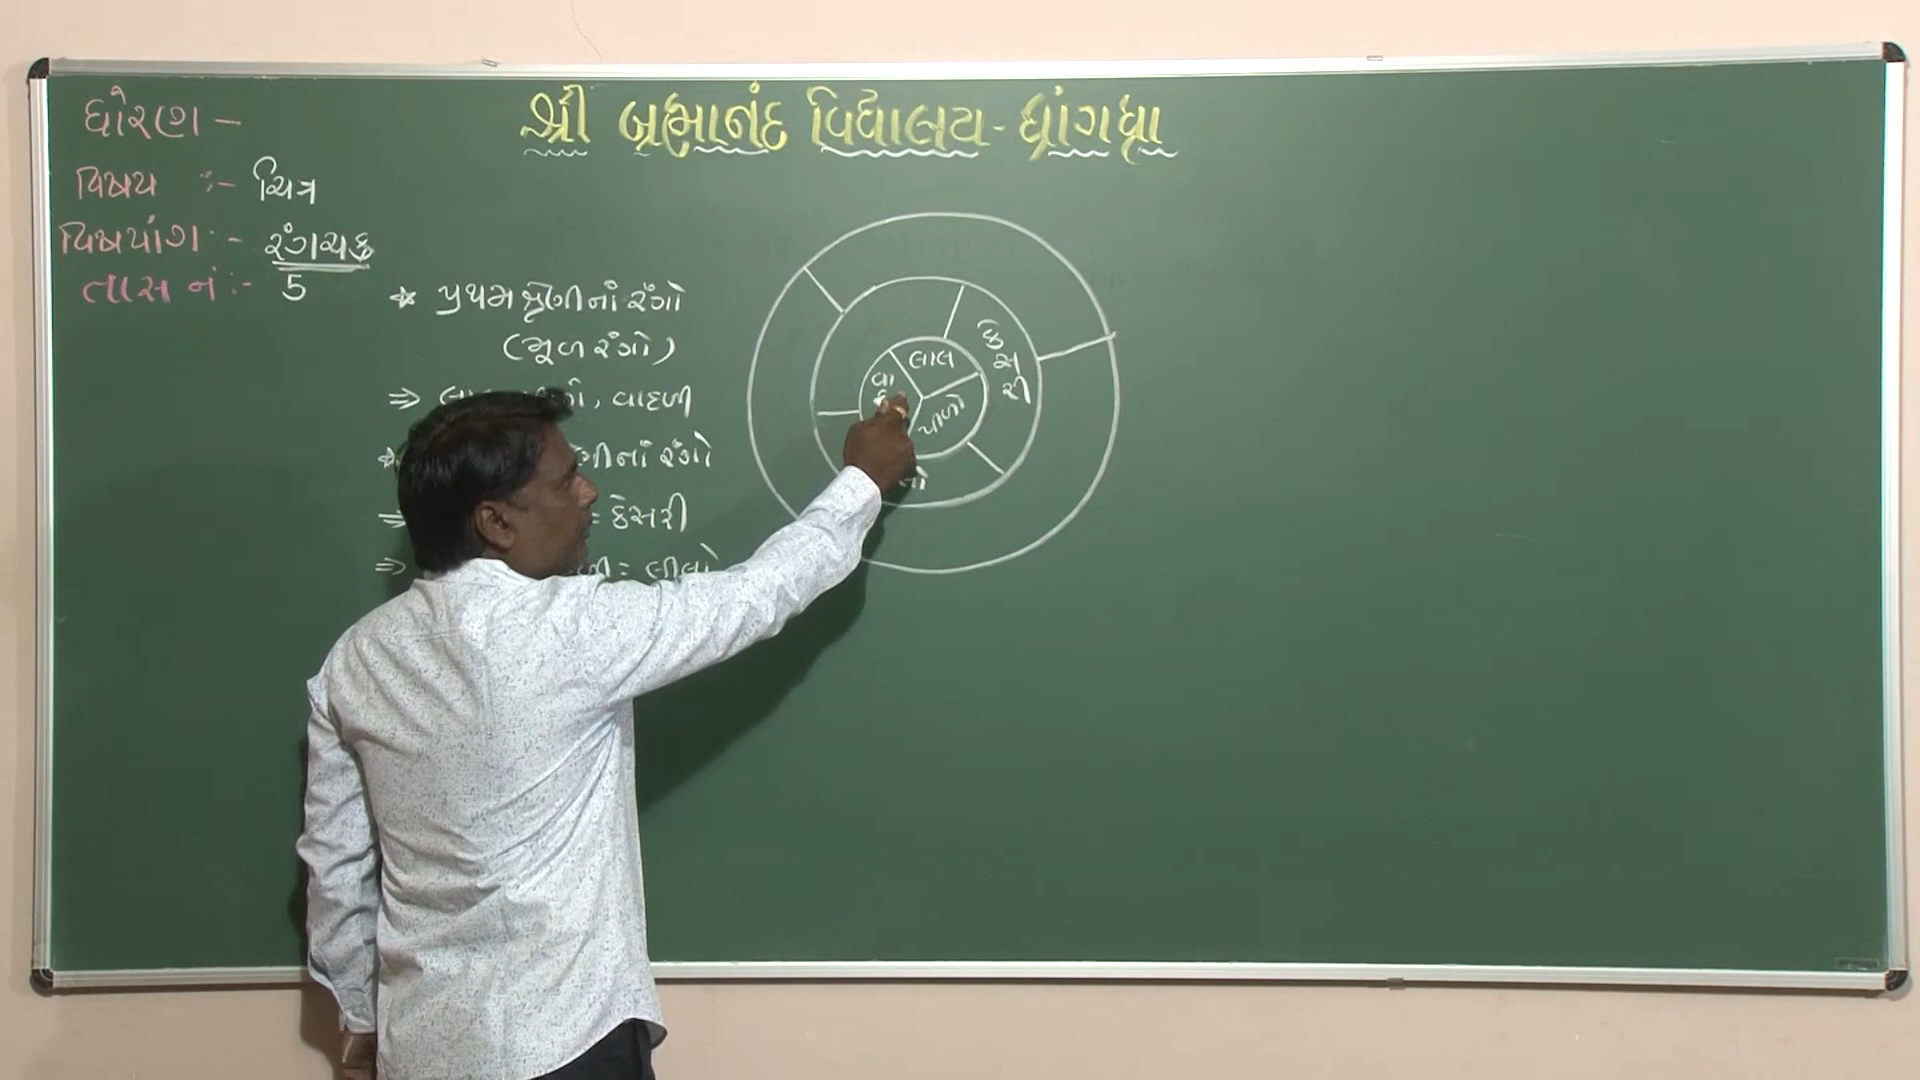 શ્રી બ્રહ્માનંદ વિદ્યાલય - ધ્રાંગધ્રા
ધોરણ -
વિષય :- ચિત્ર
વિષયાંગ :- રંગચક્ર
તાસ નં :- 5
* પ્રથમ શ્રેણીનાં રંગો
(મૂળ રંગો)
⇒ , વાદળી
રંગો
⇒ = કેસરી
⇒ = લીલો
લાલ
પીળો
વા
કેસરી